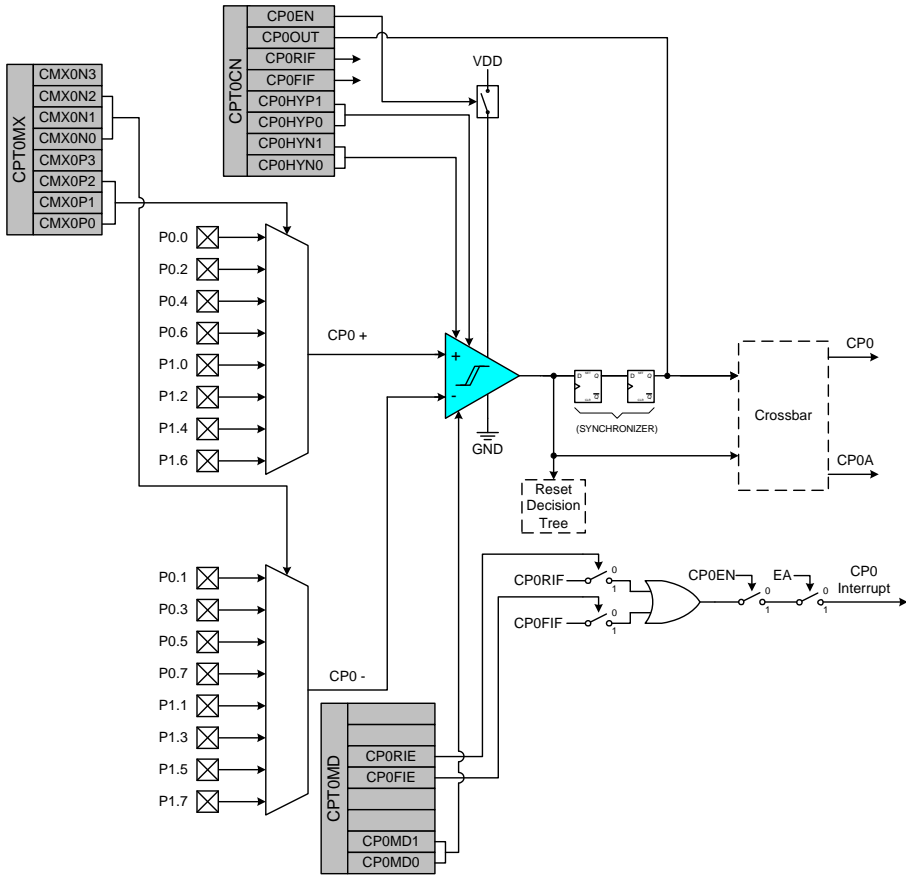 CPT0CN
CP0EN
CP0OUT
CP0RIF
CP0FIF
CP0HYP1
CP0HYP0
CP0HYN1
CP0HYN0
CPT0MX
CMX0N3
CMX0N2
CMX0N1
CMX0N0
CMX0P3
CMX0P2
CMX0P1
CMX0P0
VDD
P0.0
P0.2
P0.4
P0.6
P1.0
P1.2
P1.4
P1.6
CP0 +
+
-
GND
D SET Q
CLR Q
D SET Q
CLR Q
(SYNCHRONIZER)
Reset
Decision
Tree
Crossbar
CP0
CP0A
P0.1
P0.3
P0.5
P0.7
P1.1
P1.3
P1.5
P1.7
CP0 -
CPT0MD
CP0RIE
CP0FIE
CP0MD1
CP0MD0
CP0RIF
0
1
CP0FIF
0
1
CP0EN
0
1
EA
0
1
CP0
Interrupt